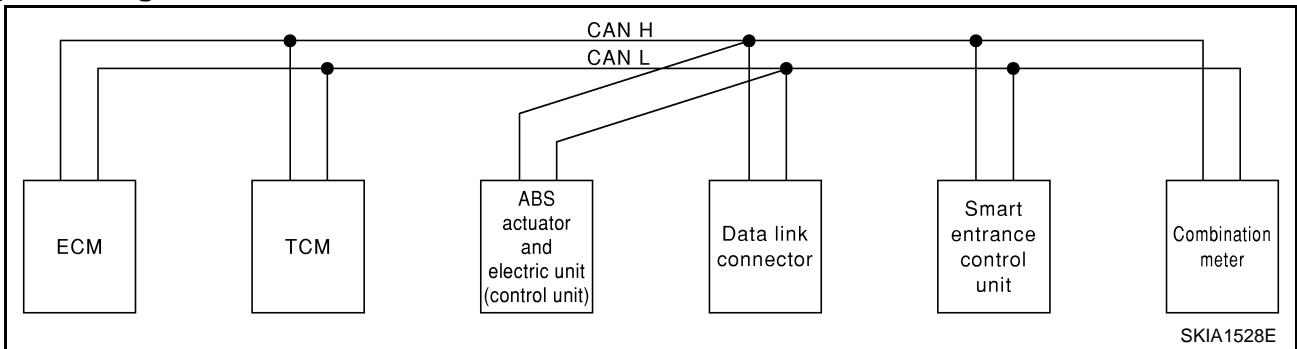 CAN H
CAN L
ECM
TCM
ABS
actuator
and
electric unit
(control unit)
Data link
connector
Smart
entrance
control
unit
Combination
meter
SKIA1528E